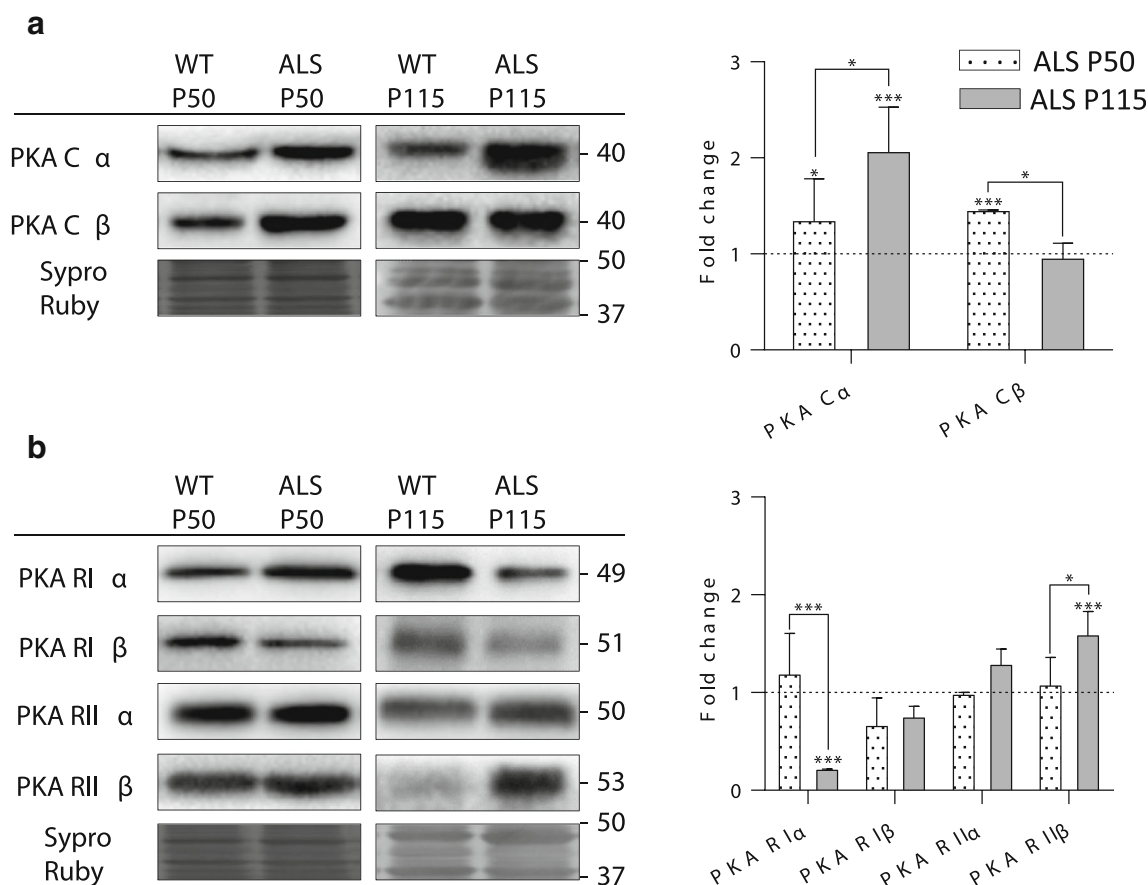 a
WT ALS WT ALS
P50 P50 P115 P115
PKA C α
40
PKA C β
40
Sypro
Ruby
50
37
ALS P50
ALS P115
Fold change
3
2
1
0
*
***
*
***
*
PKA Cα
PKA Cβ
b
WT ALS WT ALS
P50 P50 P115 P115
PKA RI α
49
PKA RI β
51
PKA RII α
50
PKA RII β
53
Sypro
Ruby
50
37
Fold change
3
2
1
0
***
***
*
***
PKA RIα
PKA RIβ
PKA RIIα
PKA RIIβ